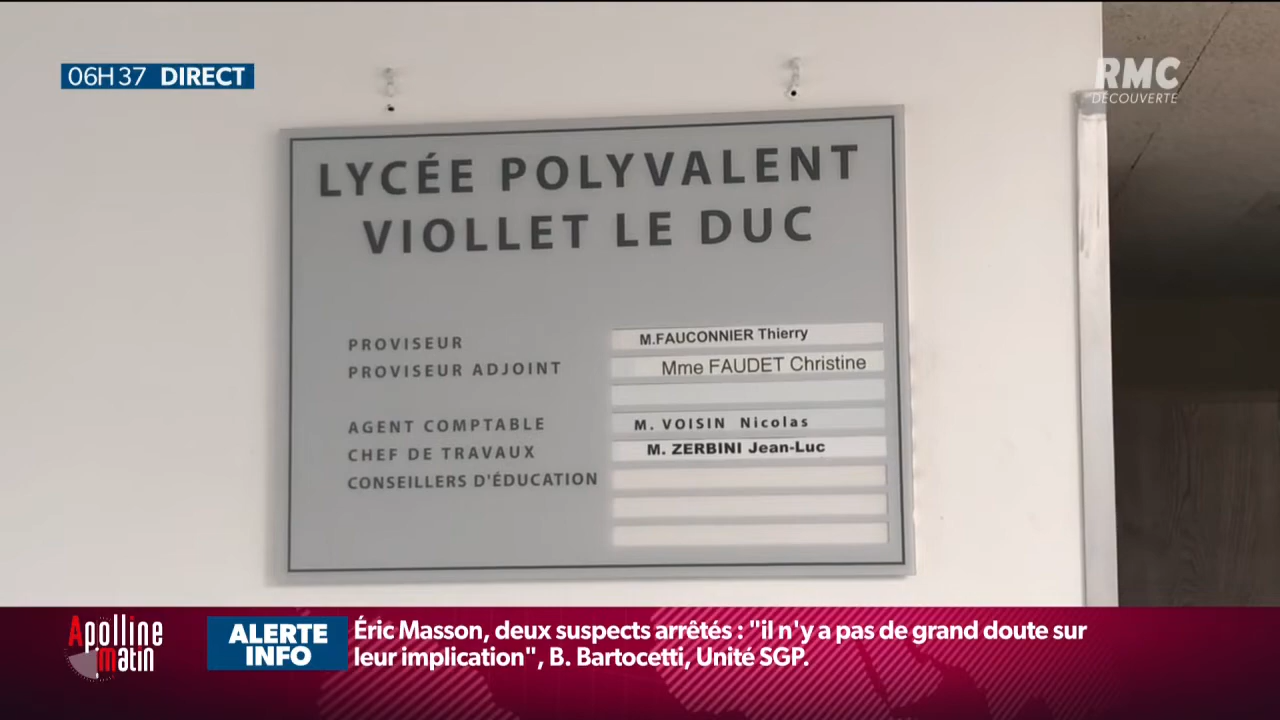 06H37 DIRECT
RMC
DÉCOUVERTE
LYCÉE POLYVALENT
VIOLLET LE DUC
PROVISEUR M.FAUCONNIER Thierry
PROVISEUR ADJOINT Mme FAUDET Christine
AGENT COMPTABLE M. VOISIN Nicolas
CHEF DE TRAVAUX M. ZERBINI Jean-Luc
CONSEILLERS D'ÉDUCATION
Apolline Matin
ALERTE INFO
Éric Masson, deux suspects arrêtés : "il n'y a pas de grand doute sur
leur implication", B. Bartocetti, Unité SGP.